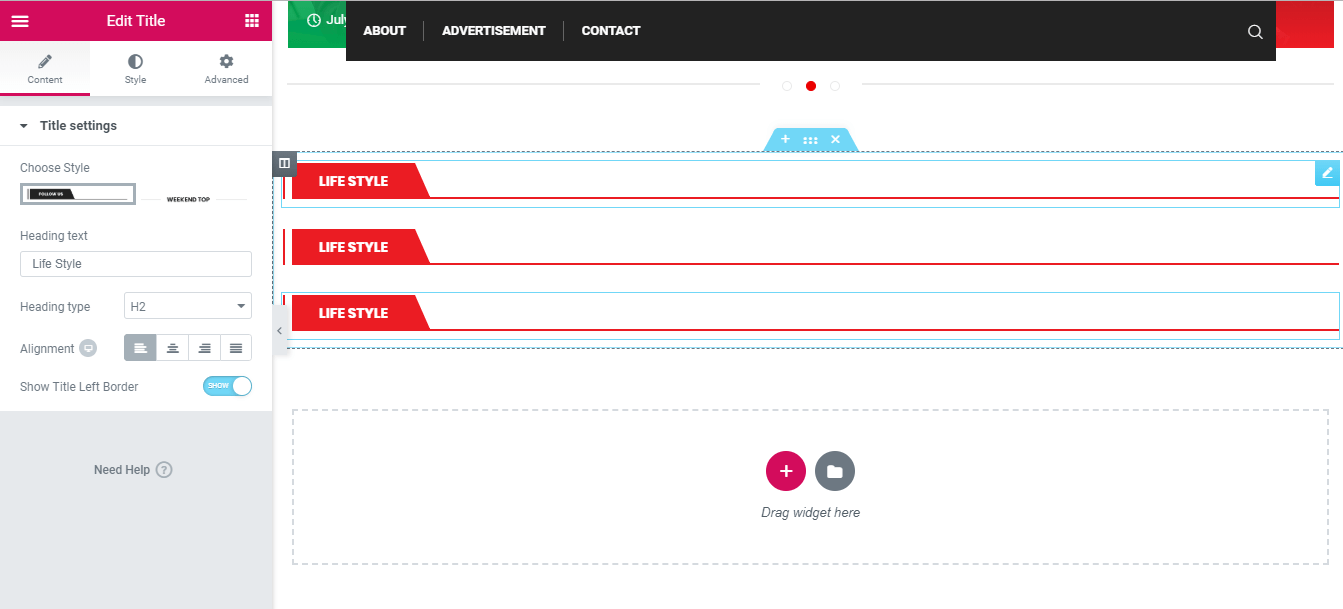 Edit Title
Content
Style
Advanced
Title settings
Choose Style
FOLLOW US
WEEKEND TOP
Heading text
Life Style
Heading type
H2
Alignment
Show Title Left Border
SHOW
Need Help ?
July
ABOUT
ADVERTISEMENT
CONTACT
LIFE STYLE
LIFE STYLE
LIFE STYLE
Drag widget here